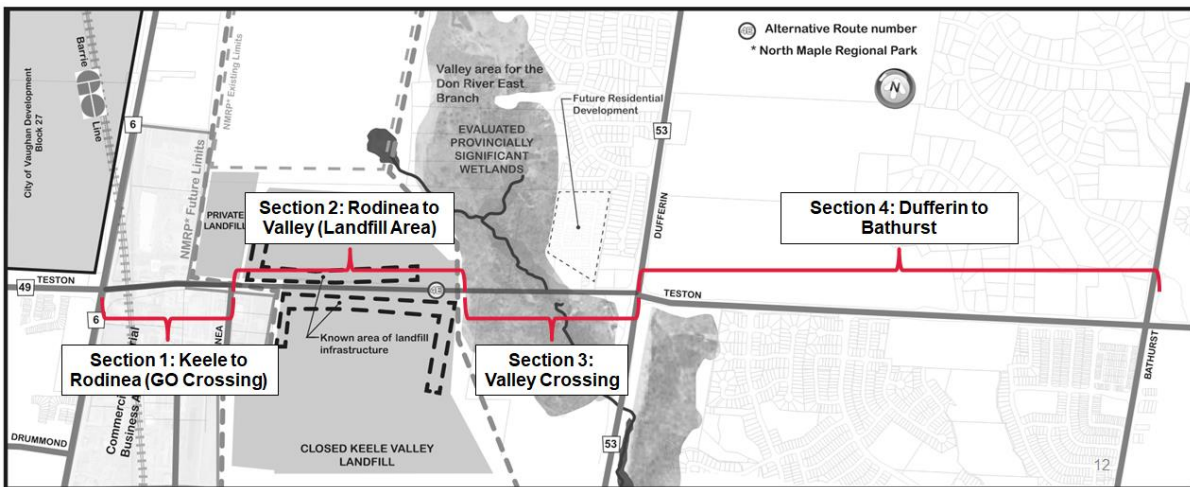 City of Vaughan Development
Block 27
Barrie
GO
Line
6
NMRP* Existing Limits
NMRP* Future Limits
Valley area for the
Don River East
Branch
EVALUATED
PROVINCIALLY
SIGNIFICANT
WETLANDS
Future Residential
Development
53
DUFFERIN
Alternative Route number
* North Maple Regional Park
N
PRIVATE
LANDFILL
Section 2: Rodinea to
Valley (Landfill Area)
Section 4: Dufferin to
Bathurst
49
TESTON
TESTON
6
Known area of landfill
infrastructure
Section 1: Keele to
Rodinea (GO Crossing)
Section 3:
Valley Crossing
BATHURST
DRUMMOND
CLOSED KEELE VALLEY
LANDFILL
53
12